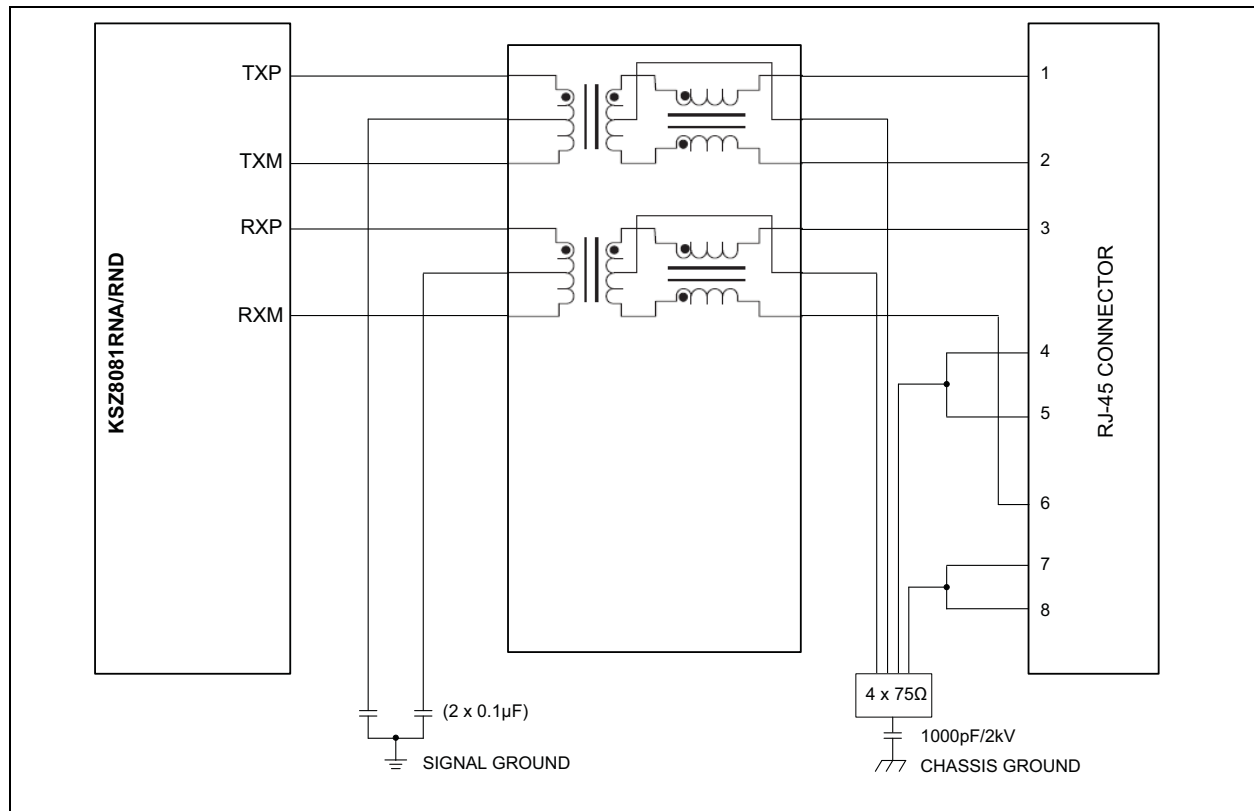 KSZ8081RNA/RND
TXP
TXM
RXP
RXM
1
2
3
4
5
6
7
8
RJ-45 CONNECTOR
(2 x 0.1µF)
SIGNAL GROUND
4 x 75Ω
1000pF/2kV
CHASSIS GROUND